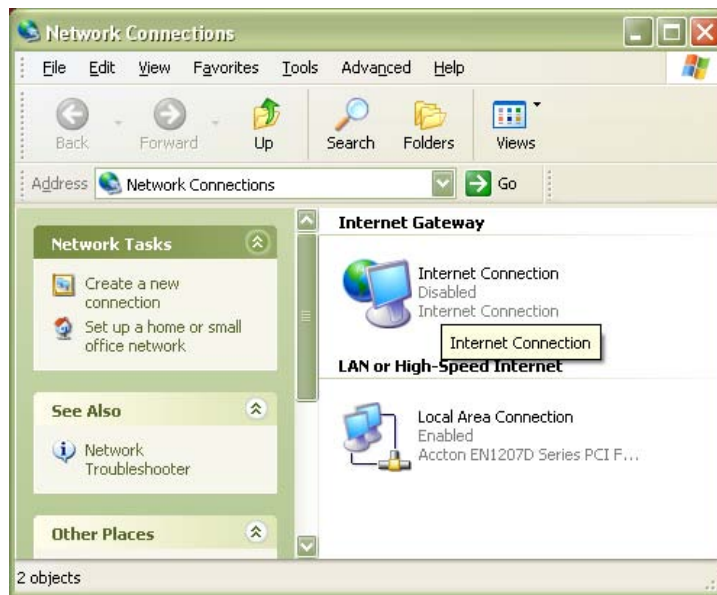 Network Connections
File Edit View Favorites Tools Advanced Help
Back Forward Up Search Folders Views
Address Network Connections Go
Network Tasks
Create a new
connection
Set up a home or small
office network
See Also
Network
Troubleshooter
Other Places
Internet Gateway
Internet Connection
Disabled
Internet Connection
Internet Connection
LAN or High-Speed Internet
Local Area Connection
Enabled
Accton EN1207D Series PCI F...
2 objects